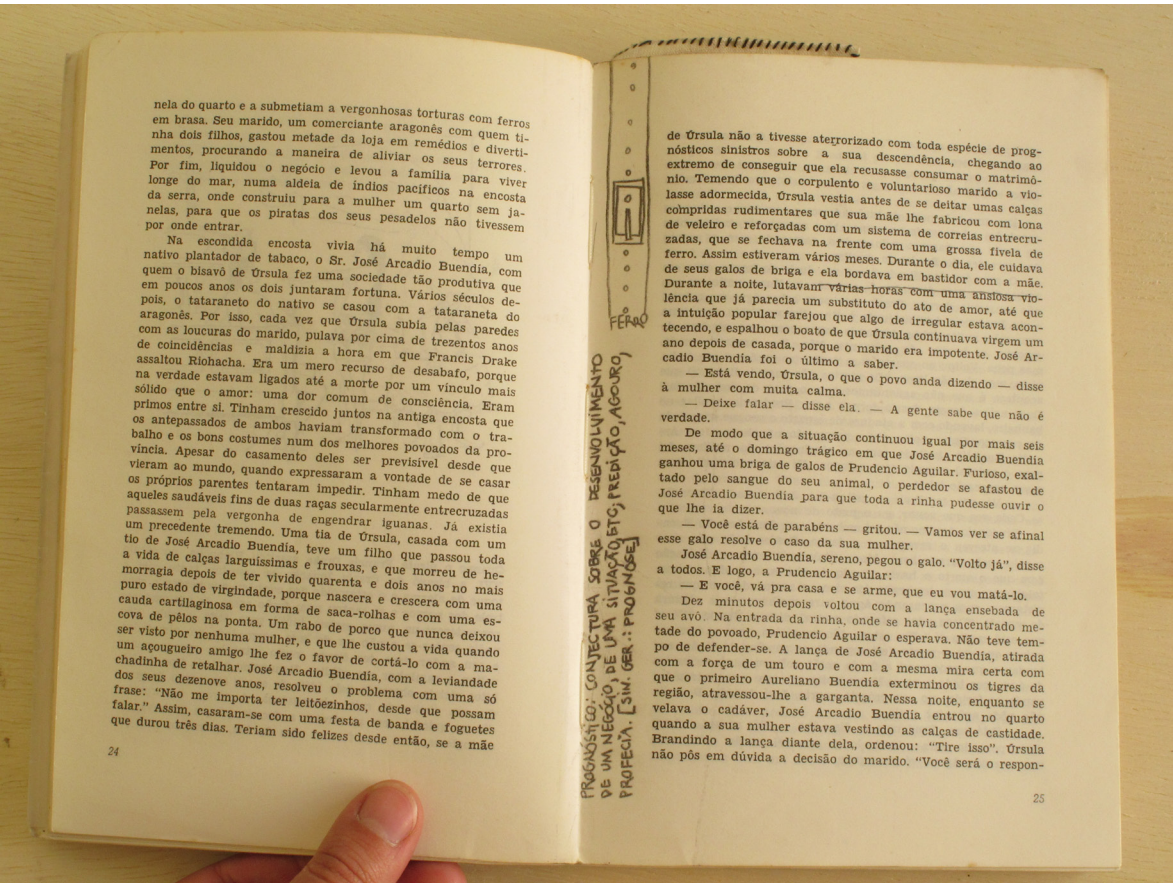 nela do quarto e a submetiam a vergonhosas torturas com ferros
em brasa. Seu marido, um comerciante aragonês com quem ti-
nha dois filhos, gastou metade da loja em remédios e diverti-
mentos, procurando a maneira de aliviar os seus terrores.
Por fim, liquidou o negócio e levou a família para viver
longe do mar, numa aldeia de índios pacíficos na encosta
da serra, onde construiu para a mulher um quarto sem ja-
nelas, para que os piratas dos seus pesadelos não tivessem
por onde entrar.
Na escondida encosta vivia há muito tempo um
nativo plantador de tabaco, o Sr. José Arcadio Buendía, com
quem o bisavô de Úrsula fez uma sociedade tão produtiva que
em poucos anos os dois juntaram fortuna. Vários séculos de-
pois, o tataraneto do nativo se casou com a tataraneta do
aragonês. Por isso, cada vez que Úrsula subia pelas paredes
com as loucuras do marido, pulava por cima de trezentos anos
de coincidências e maldizia a hora em que Francis Drake
assaltou Riohacha. Era um mero recurso de desabafo, porque
na verdade estavam ligados até a morte por um vínculo mais
sólido que o amor: uma dor comum de consciência. Eram
primos entre si. Tinham crescido juntos na antiga encosta que
os antepassados de ambos haviam transformado com o tra-
balho e os bons costumes num dos melhores povoados da pro-
víncia. Apesar do casamento deles ser previsível desde que
vieram ao mundo, quando expressaram a vontade de se casar
os próprios parentes tentaram impedir. Tinham medo de que
aqueles saudáveis fins de duas raças secularmente entrecruzadas
passassem pela vergonha de engendrar iguanas. Já existia
um precedente tremendo. Uma tia de Úrsula, casada com um
tio de José Arcadio Buendía, teve um filho que passou toda
a vida de calças larguíssimas e frouxas, e que morreu de he-
morragia depois de ter vivido quarenta e dois anos no mais
puro estado de virgindade, porque nascera e crescera com uma
cauda cartilaginosa em forma de saca-rolhas e com uma es-
cova de pêlos na ponta. Um rabo de porco que nunca deixou
ser visto por nenhuma mulher, e que lhe custou a vida quando
um açougueiro amigo lhe fez o favor de cortá-lo com a ma-
chadinha de retalhar. José Arcadio Buendía, com a leviandade
dos seus dezenove anos, resolveu o problema com uma só
frase: “Não me importa ter leitõezinhos, desde que possam
falar.” Assim, casaram-se com uma festa de banda e foguetes
que durou três dias. Teriam sido felizes desde então, se a mãe
24
FERRO
PROGNÓSTICO: CONJECTURA SOBRE O DESENVOLVIMENTO
DE UM NEGÓCIO, DE UMA SITUAÇÃO, ETC; PREDIÇÃO, AGOURO,
PROFECIA. [SIN. GER.: PROGNOSE]
de Úrsula não a tivesse aterrorizado com toda espécie de prog-
nósticos sinistros sobre a sua descendência, chegando ao
extremo de conseguir que ela recusasse consumar o matrimô-
nio. Temendo que o corpulento e voluntarioso marido a vio-
lasse adormecida, Úrsula vestia antes de se deitar umas calças
compridas rudimentares que sua mãe lhe fabricou com lona
de veleiro e reforçadas com um sistema de correias entrecru-
zadas, que se fechava na frente com uma grossa fivela de
ferro. Assim estiveram vários meses. Durante o dia, ele cuidava
de seus galos de briga e ela bordava em bastidor com a mãe.
Durante a noite, lutavam várias horas com uma ansiosa vio-
lência que já parecia um substituto do ato de amor, até que
a intuição popular farejou que algo de irregular estava acon-
tecendo, e espalhou o boato de que Úrsula continuava virgem um
ano depois de casada, porque o marido era impotente. José Ar-
cadio Buendía foi o último a saber.
— Está vendo, Úrsula, o que o povo anda dizendo — disse
à mulher com muita calma.
— Deixe falar — disse ela. — A gente sabe que não é
verdade.
De modo que a situação continuou igual por mais seis
meses, até o domingo trágico em que José Arcadio Buendía
ganhou uma briga de galos de Prudencio Aguilar. Furioso, exal-
tado pelo sangue do seu animal, o perdedor se afastou de
José Arcadio Buendía para que toda a rinha pudesse ouvir o
que lhe ia dizer.
— Você está de parabéns — gritou. — Vamos ver se afinal
esse galo resolve o caso da sua mulher.
José Arcadio Buendía, sereno, pegou o galo. “Volto já”, disse
a todos. E logo, a Prudencio Aguilar:
— E você, vá pra casa e se arme, que eu vou matá-lo.
Dez minutos depois voltou com a lança ensebada de
seu avô. Na entrada da rinha, onde se havia concentrado me-
tade do povoado, Prudencio Aguilar o esperava. Não teve tem-
po de defender-se. A lança de José Arcadio Buendía, atirada
com a força de um touro e com a mesma mira certa com
que o primeiro Aureliano Buendía exterminou os tigres da
região, atravessou-lhe a garganta. Nessa noite, enquanto se
velava o cadáver, José Arcadio Buendía entrou no quarto
quando a sua mulher estava vestindo as calças de castidade.
Brandindo a lança diante dela, ordenou: “Tire isso”. Úrsula
não pôs em dúvida a decisão do marido. “Você será o respon-
25